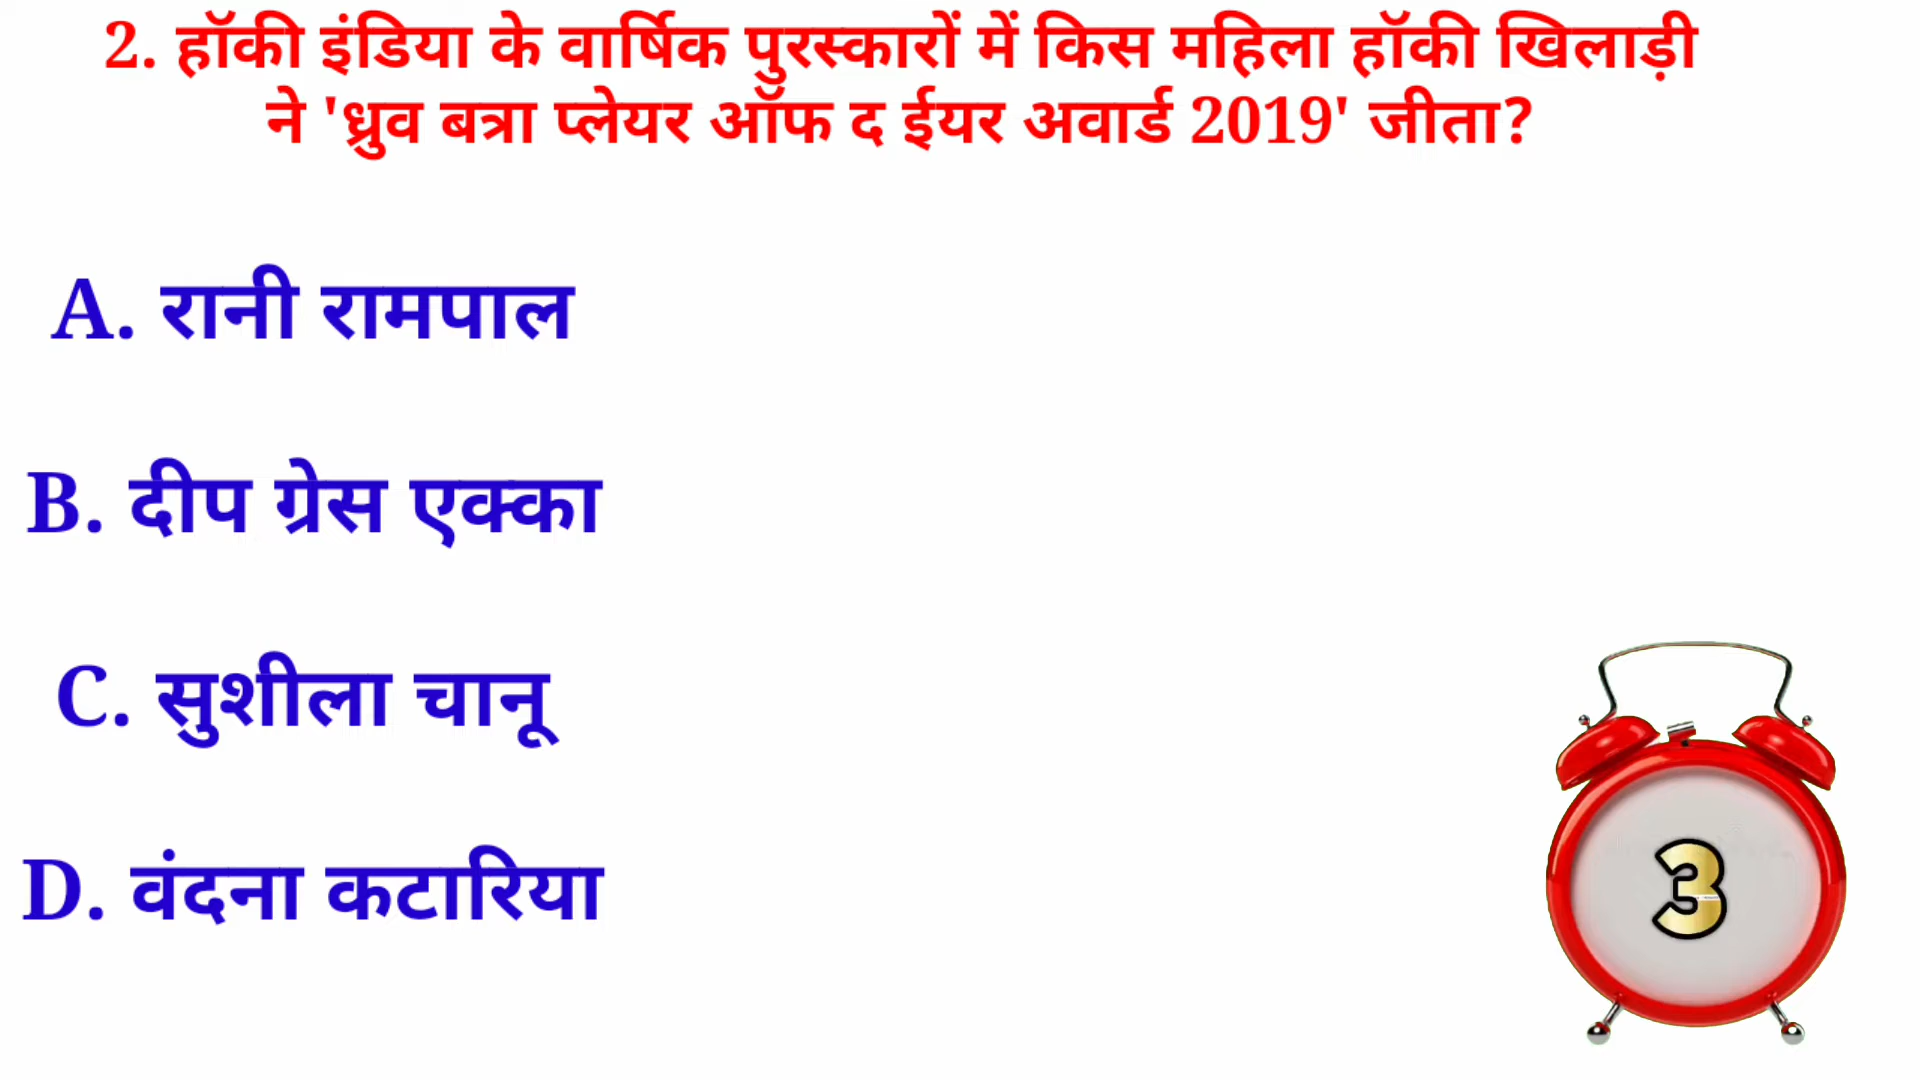 2. हॉकी इंडिया के वार्षिक पुरस्कारों में किस महिला हॉकी खिलाड़ी
ने 'ध्रुव बत्रा प्लेयर ऑफ द ईयर अवार्ड 2019' जीता?
A. रानी रामपाल
B. दीप ग्रेस एक्का
C. सुशीला चानू
D. वंदना कटारिया
3